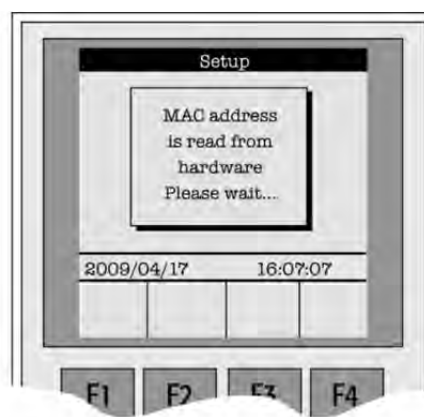 Setup
MAC address
is read from
hardware
Please wait...
2009/04/17 16:07:07
F1 F2 F3 F4